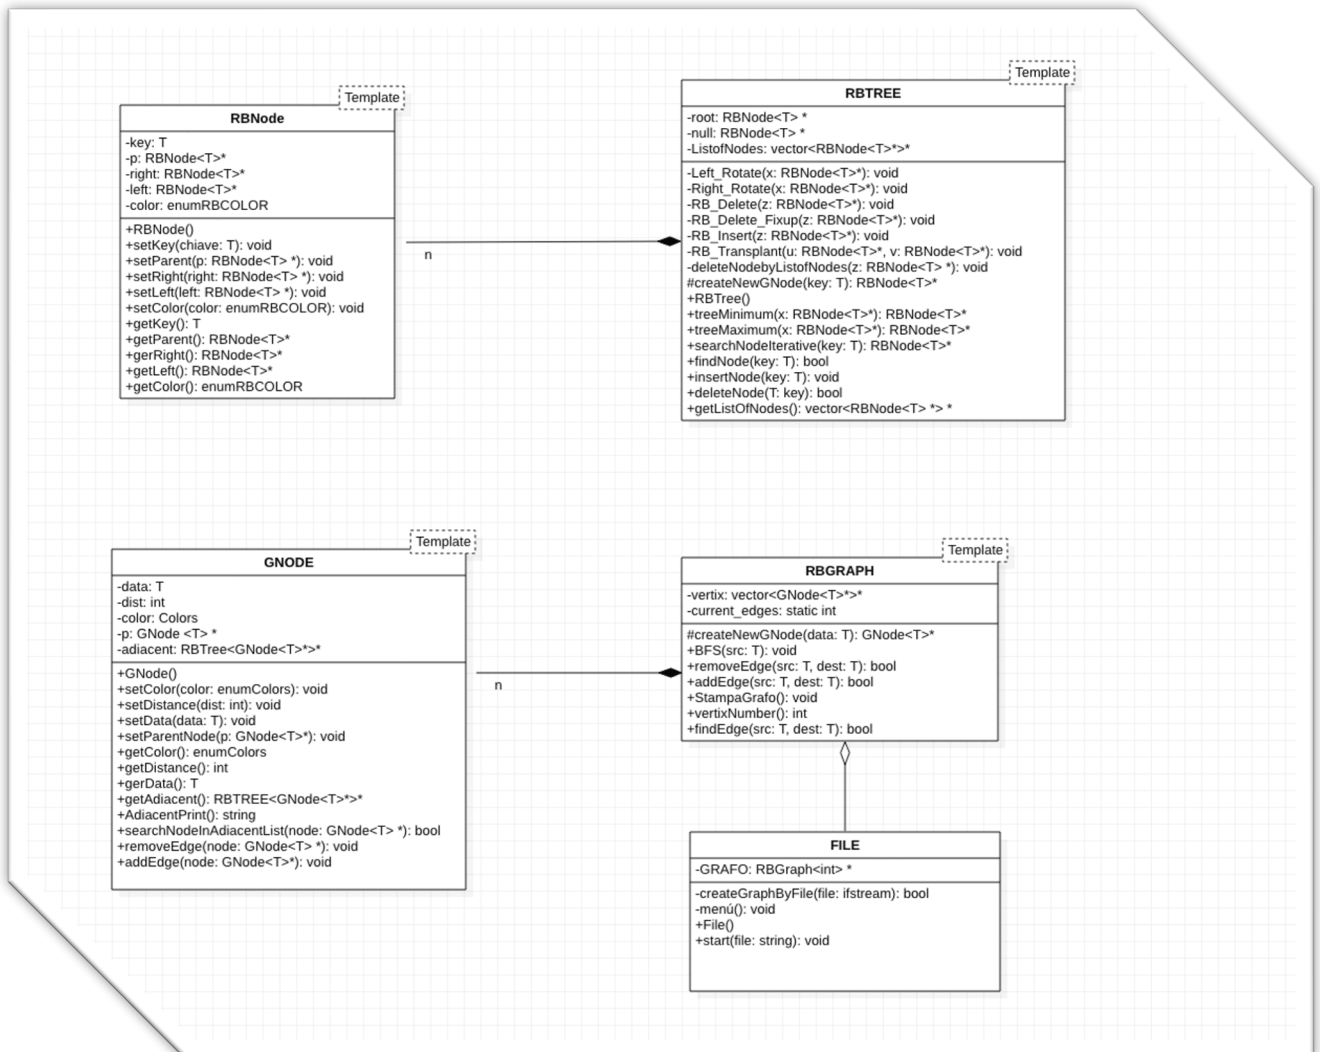 Template
RBNode
-key: T
-p: RBNode<T>*
-right: RBNode<T>*
-left: RBNode<T>*
-color: enumRBCOLOR
+RBNode()
+setKey(chiave: T): void
+setParent(p: RBNode<T> *): void
+setRight(right: RBNode<T> *): void
+setLeft(left: RBNode<T> *): void
+setColor(color: enumRBCOLOR): void
+getKey(): T
+getParent(): RBNode<T>*
+gerRight(): RBNode<T>*
+getLeft(): RBNode<T>*
+getColor(): enumRBCOLOR
n
Template
RBTREE
-root: RBNode<T> *
-null: RBNode<T> *
-ListofNodes: vector<RBNode<T>*>*
-Left_Rotate(x: RBNode<T>*): void
-Right_Rotate(x: RBNode<T>*): void
-RB_Delete(z: RBNode<T>*): void
-RB_Delete_Fixup(z: RBNode<T>*): void
-RB_Insert(z: RBNode<T>*): void
-RB_Transplant(u: RBNode<T>*, v: RBNode<T>*): void
-deleteNodebyListofNodes(z: RBNode<T> *): void
#createNewGNode(key: T): RBNode<T>*
+RBTree()
+treeMinimum(x: RBNode<T>*): RBNode<T>*
+treeMaximum(x: RBNode<T>*): RBNode<T>*
+searchNodeIterative(key: T): RBNode<T>*
+findNode(key: T): bool
+insertNode(key: T): void
+deleteNode(T: key): bool
+getListOfNodes(): vector<RBNode<T> *> *
Template
GNODE
-data: T
-dist: int
-color: Colors
-p: GNode <T> *
-adiacent: RBTree<GNode<T>*>*
+GNode()
+setColor(color: enumColors): void
+setDistance(dist: int): void
+setData(data: T): void
+setParentNode(p: GNode<T>*): void
+getColor(): enumColors
+getDistance(): int
+gerData(): T
+getAdiacent(): RBTREE<GNode<T>*>*
+AdiacentPrint(): string
+searchNodeInAdiacentList(node: GNode<T> *): bool
+removeEdge(node: GNode<T> *): void
+addEdge(node: GNode<T>*): void
n
Template
RBGRAPH
-vertix: vector<GNode<T>*>*
-current_edges: static int
#createNewGNode(data: T): GNode<T>*
+BFS(src: T): void
+removeEdge(src: T, dest: T): bool
+addEdge(src: T, dest: T): bool
+StampaGrafo(): void
+vertixNumber(): int
+findEdge(src: T, dest: T): bool
FILE
-GRAFO: RBGraph<int> *
-createGraphByFile(file: ifstream): bool
-menú(): void
+File()
+start(file: string): void